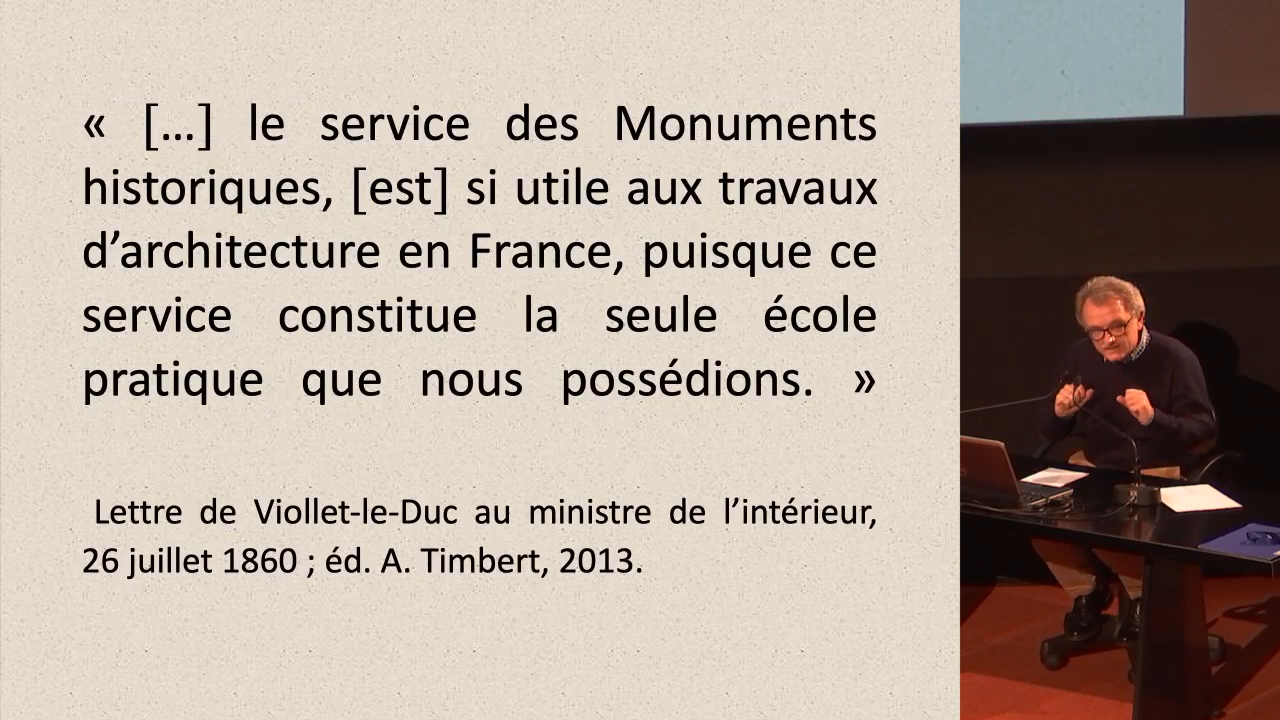 « […] le service des Monuments
historiques, [est] si utile aux travaux
d’architecture en France, puisque ce
service constitue la seule école
pratique que nous possédions. »
Lettre de Viollet-le-Duc au ministre de l’intérieur,
26 juillet 1860 ; éd. A. Timbert, 2013.